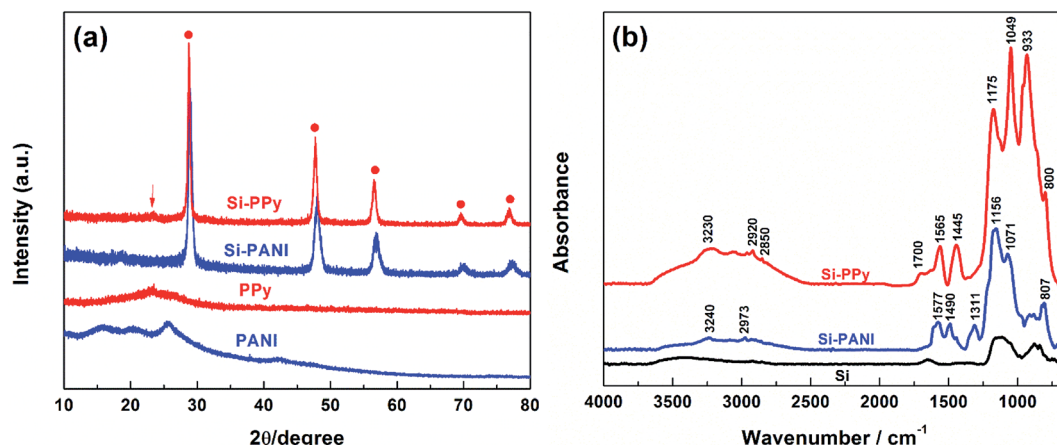 (a)
Intensity (a.u.)
Si-PPy
Si-PANI
PPy
PANI
10 20 30 40 50 60 70 80
2θ/degree
(b)
Absorbance
1049
933
1175
800
3230
2920
2850
1700
1565
1445
Si-PPy
1156
1071
3240
2973
1577
1490
1311
807
Si-PANI
Si
4000 3500 3000 2500 2000 1500 1000
Wavenumber / cm⁻¹